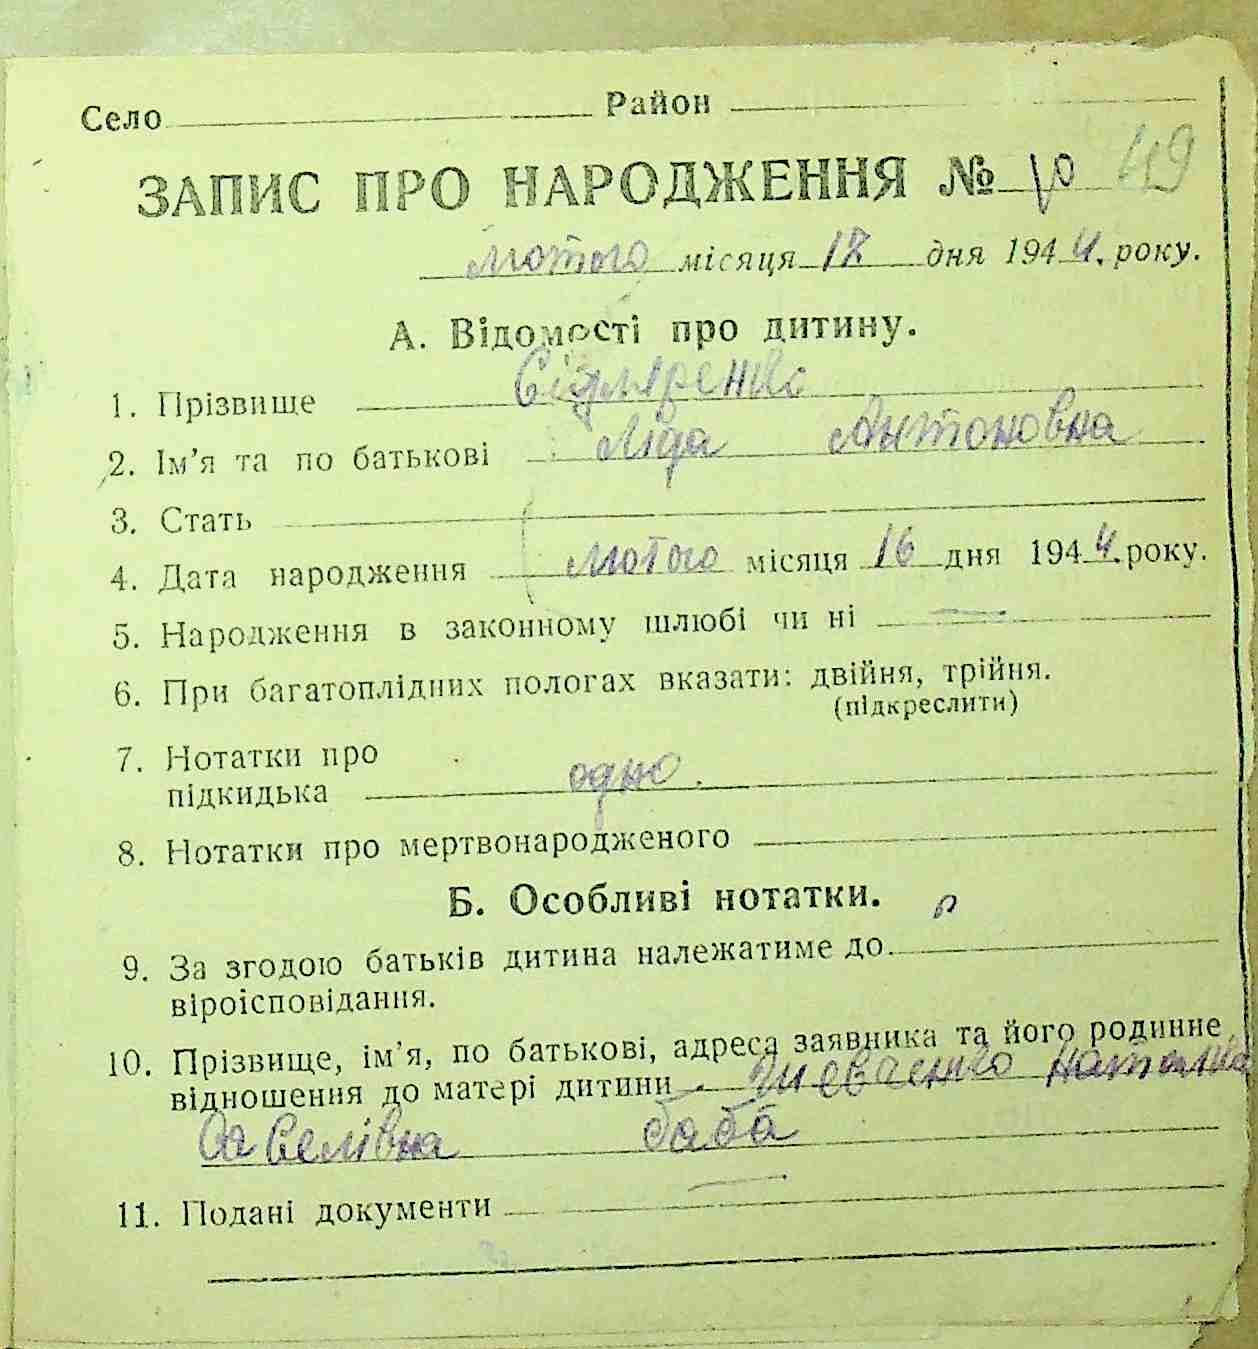 Село Район
ЗАПИС ПРО НАРОДЖЕННЯ № 10 49
лютого місяця 18 дня 1944. року.
А. Відомості про дитину.
1. Прізвище
2. Ім'я та по батькові Ліда Антоновна
3. Стать
4. Дата народження лютого місяця 16 дня 1944. року.
5. Народження в законному шлюбі чи ні —
6. При багатоплідних пологах вказати: двійня, трійня.
(підкреслити)
7. Нотатки про
підкидька одно.
8. Нотатки про мертвонародженого
Б. Особливі нотатки.
9. За згодою батьків дитина належатиме до
віроісповідання.
10. Прізвище, ім'я, по батькові, адреса заявника та його родинне
відношення до матері дитини
Савелівна баба
11. Подані документи —